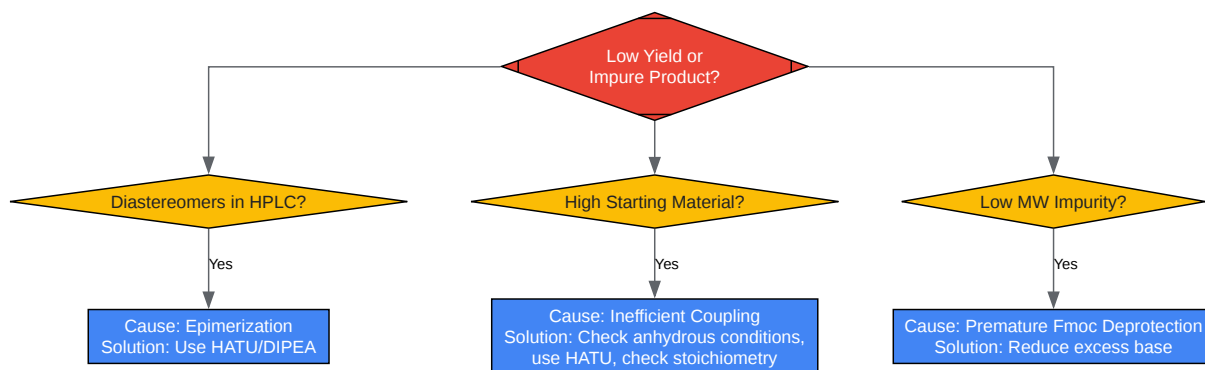 Low Yield or
Impure Product?
Diastereomers in HPLC?
High Starting Material?
Low MW Impurity?
Yes
Yes
Yes
Cause: Epimerization
Solution: Use HATU/DIPEA
Cause: Inefficient Coupling
Solution: Check anhydrous conditions,
use HATU, check stoichiometry
Cause: Premature Fmoc Deprotection
Solution: Reduce excess base